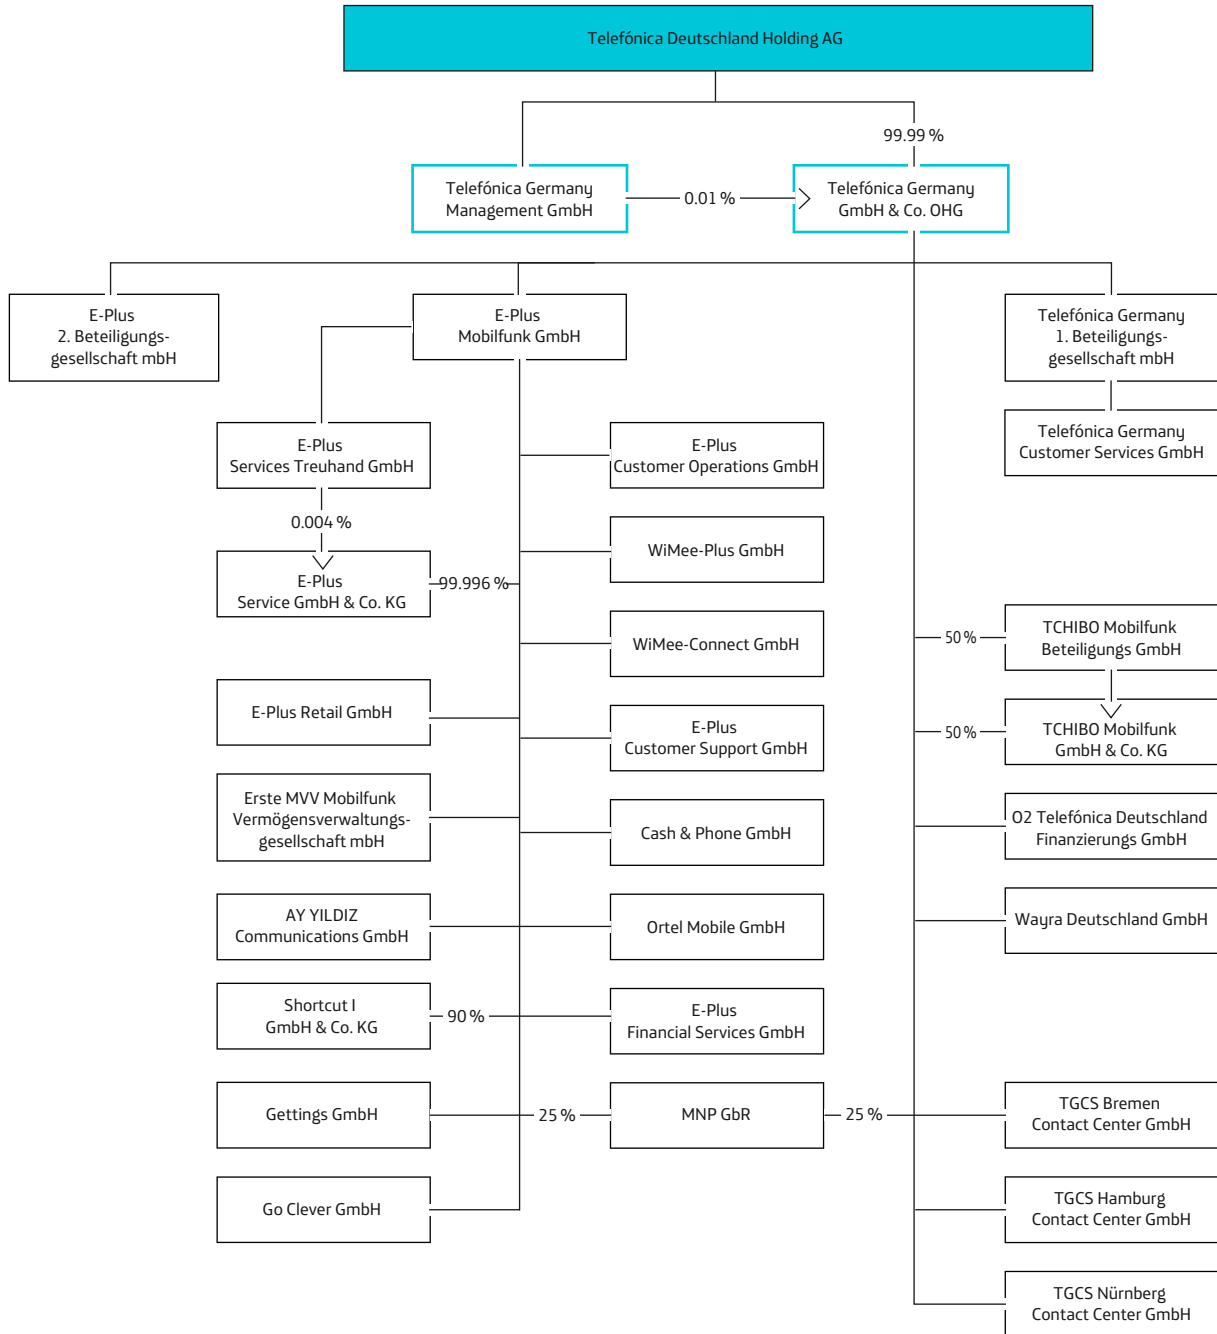 Telefónica Deutschland Holding AG
99.99 %
Telefónica Germany
Management GmbH
0.01 %
Telefónica Germany
GmbH & Co. OHG
E-Plus
2. Beteiligungs-
gesellschaft mbH
E-Plus
Mobilfunk GmbH
Telefónica Germany
1. Beteiligungs-
gesellschaft mbH
E-Plus
Services Treuhand GmbH
E-Plus
Customer Operations GmbH
Telefónica Germany
Customer Services GmbH
0.004 %
WiMee-Plus GmbH
E-Plus
Service GmbH & Co. KG
99.996 %
WiMee-Connect GmbH
50 %
TCHIBO Mobilfunk
Beteiligungs GmbH
E-Plus Retail GmbH
E-Plus
Customer Support GmbH
50 %
TCHIBO Mobilfunk
GmbH & Co. KG
Erste MVV Mobilfunk
Vermögensverwaltungs-
gesellschaft mbH
Cash & Phone GmbH
O2 Telefónica Deutschland
Finanzierungs GmbH
AY YILDIZ
Communications GmbH
Ortel Mobile GmbH
Wayra Deutschland GmbH
Shortcut I
GmbH & Co. KG
90 %
E-Plus
Financial Services GmbH
Gettings GmbH
25 %
MNP GbR
25 %
TGCS Bremen
Contact Center GmbH
Go Clever GmbH
TGCS Hamburg
Contact Center GmbH
TGCS Nürnberg
Contact Center GmbH